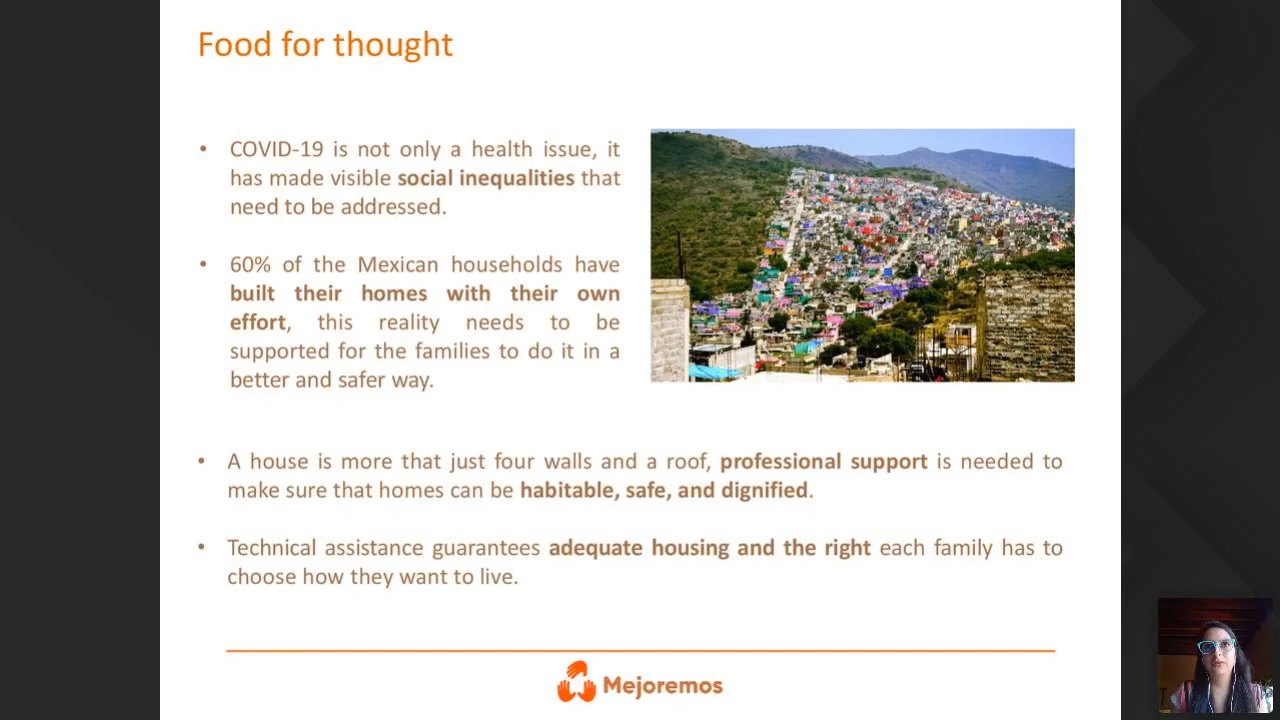 Food for thought
• COVID-19 is not only a health issue, it
has made visible social inequalities that
need to be addressed.
• 60% of the Mexican households have
built their homes with their own
effort, this reality needs to be
supported for the families to do it in a
better and safer way.
• A house is more that just four walls and a roof, professional support is needed to
make sure that homes can be habitable, safe, and dignified.
• Technical assistance guarantees adequate housing and the right each family has to
choose how they want to live.
Mejoremos